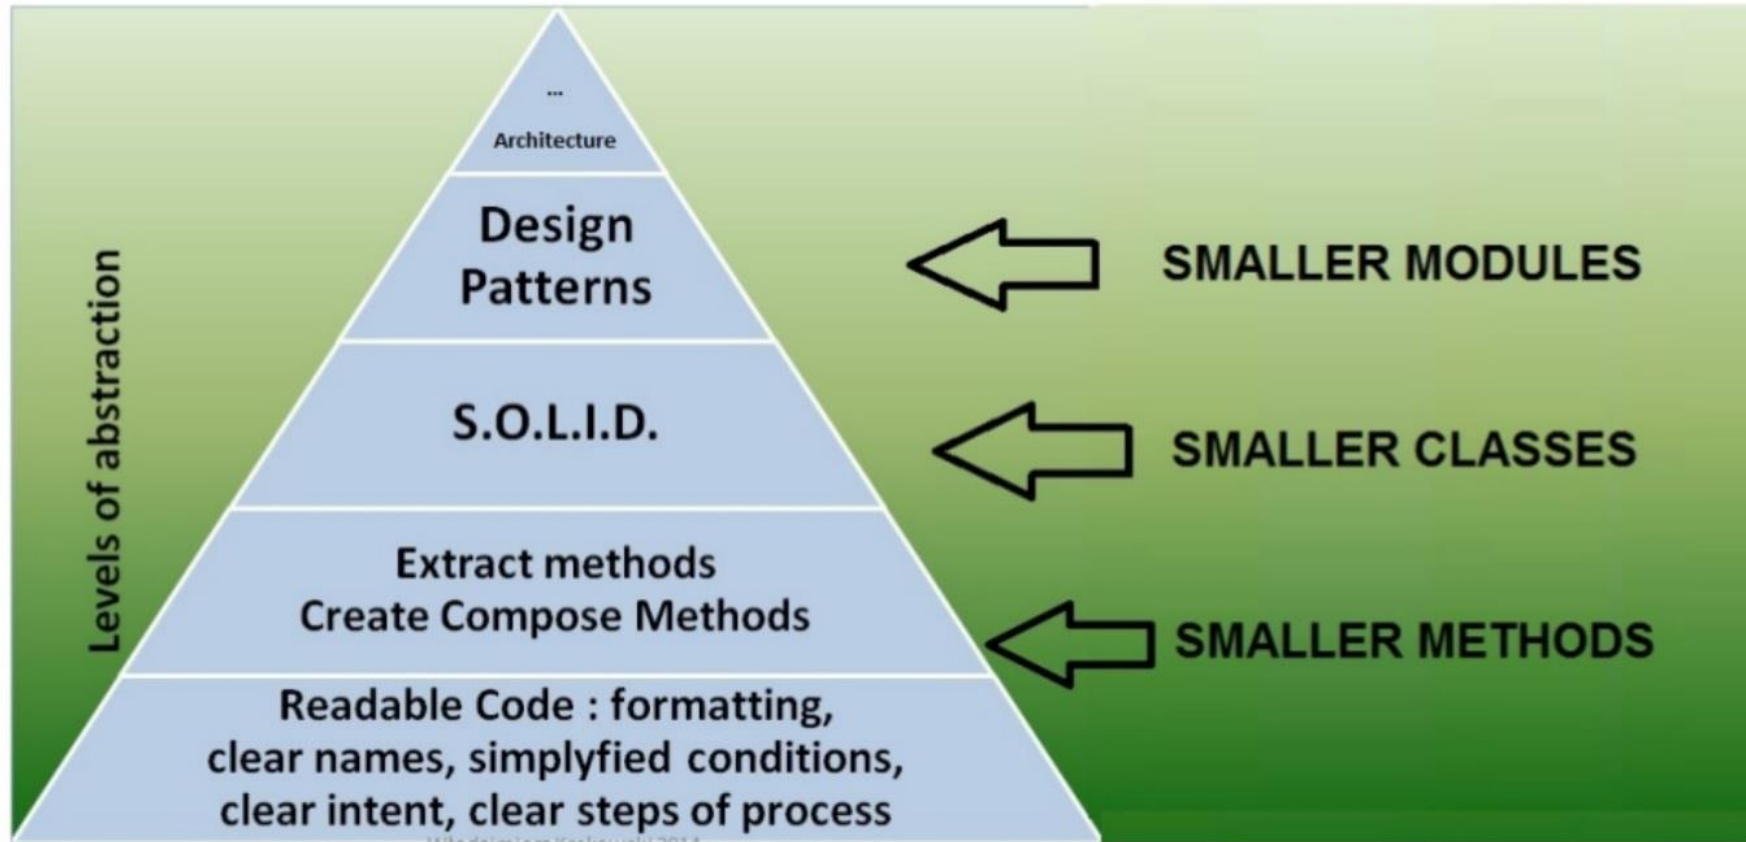 ...
Architecture
Design
Patterns
SMALLER MODULES
S.O.L.I.D.
SMALLER CLASSES
Levels of abstraction
Extract methods
Create Compose Methods
SMALLER METHODS
Readable Code : formatting,
clear names, simplyfied conditions,
clear intent, clear steps of process